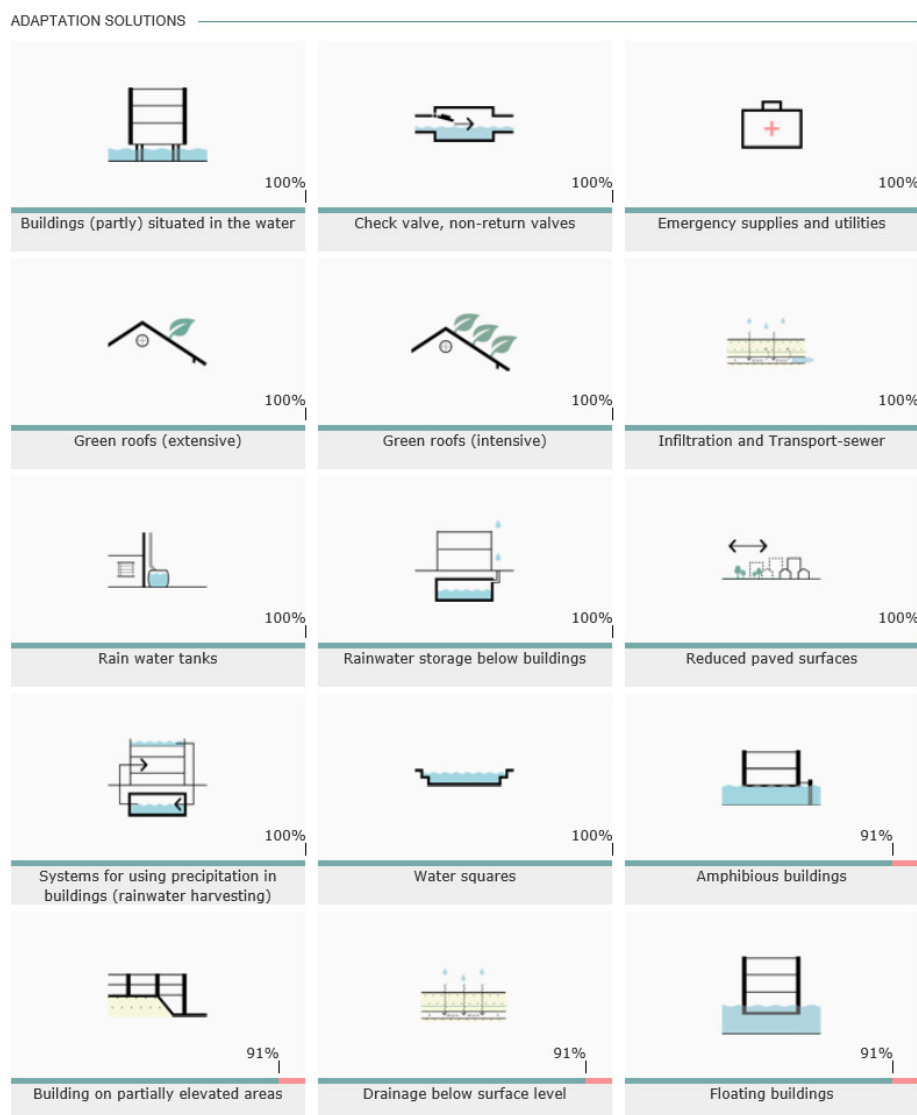 ADAPTATION SOLUTIONS
100%
100%
100%
Buildings (partly) situated in the water
Check valve, non-return valves
Emergency supplies and utilities
100%
100%
100%
Green roofs (extensive)
Green roofs (intensive)
Infiltration and Transport-sewer
100%
100%
100%
Rain water tanks
Rainwater storage below buildings
Reduced paved surfaces
100%
100%
91%
Systems for using precipitation in
buildings (rainwater harvesting)
Water squares
Amphibious buildings
91%
91%
91%
Building on partially elevated areas
Drainage below surface level
Floating buildings